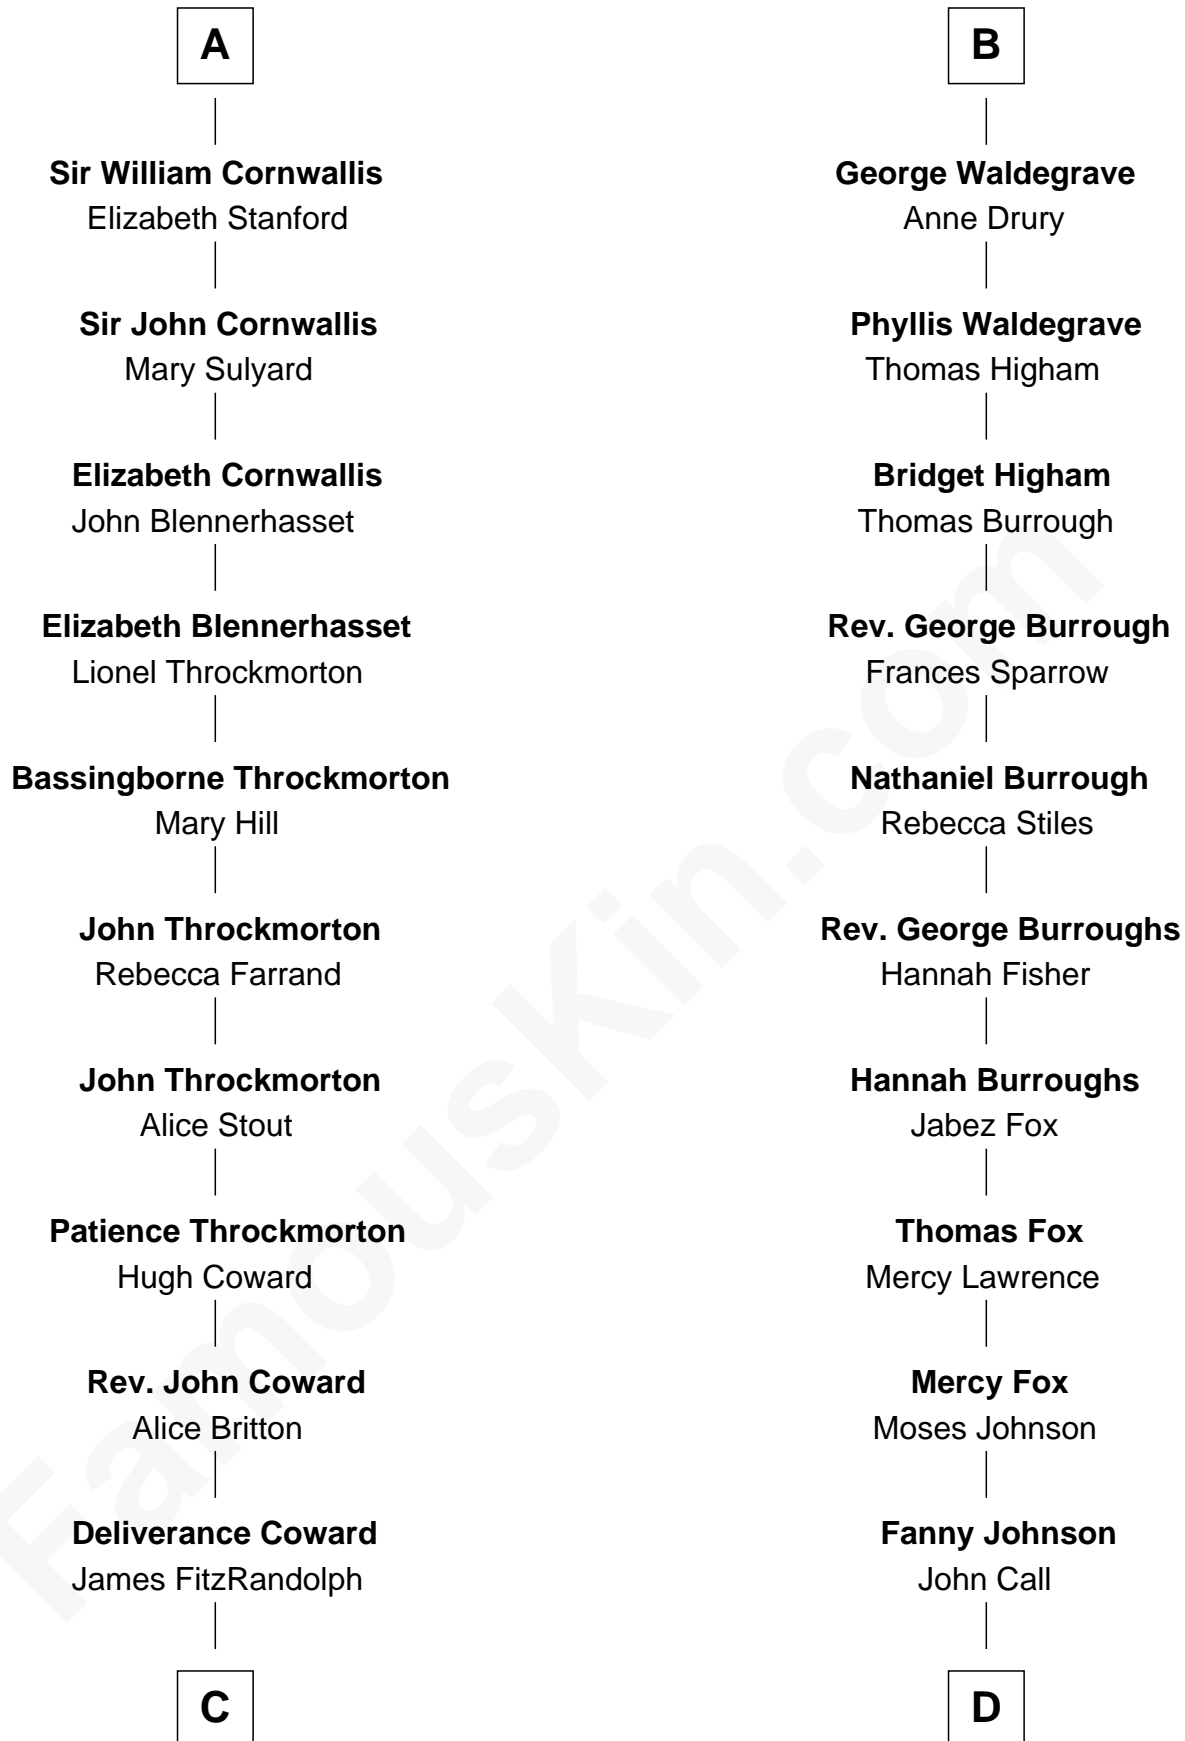 A
Sir William Cornwallis
Elizabeth Stanford
Sir John Cornwallis
Mary Sulyard
Elizabeth Cornwallis
John Blennerhasset
Elizabeth Blennerhasset
Lionel Throckmorton
Bassingborne Throckmorton
Mary Hill
John Throckmorton
Rebecca Farrand
John Throckmorton
Alice Stout
Patience Throckmorton
Hugh Coward
Rev. John Coward
Alice Britton
Deliverance Coward
James FitzRandolph
C
B
George Waldegrave
Anne Drury
Phyllis Waldegrave
Thomas Higham
Bridget Higham
Thomas Burrough
Rev. George Burrough
Frances Sparrow
Nathaniel Burrough
Rebecca Stiles
Rev. George Burroughs
Hannah Fisher
Hannah Burroughs
Jabez Fox
Thomas Fox
Mercy Lawrence
Mercy Fox
Moses Johnson
Fanny Johnson
John Call
D
FamousKin.com